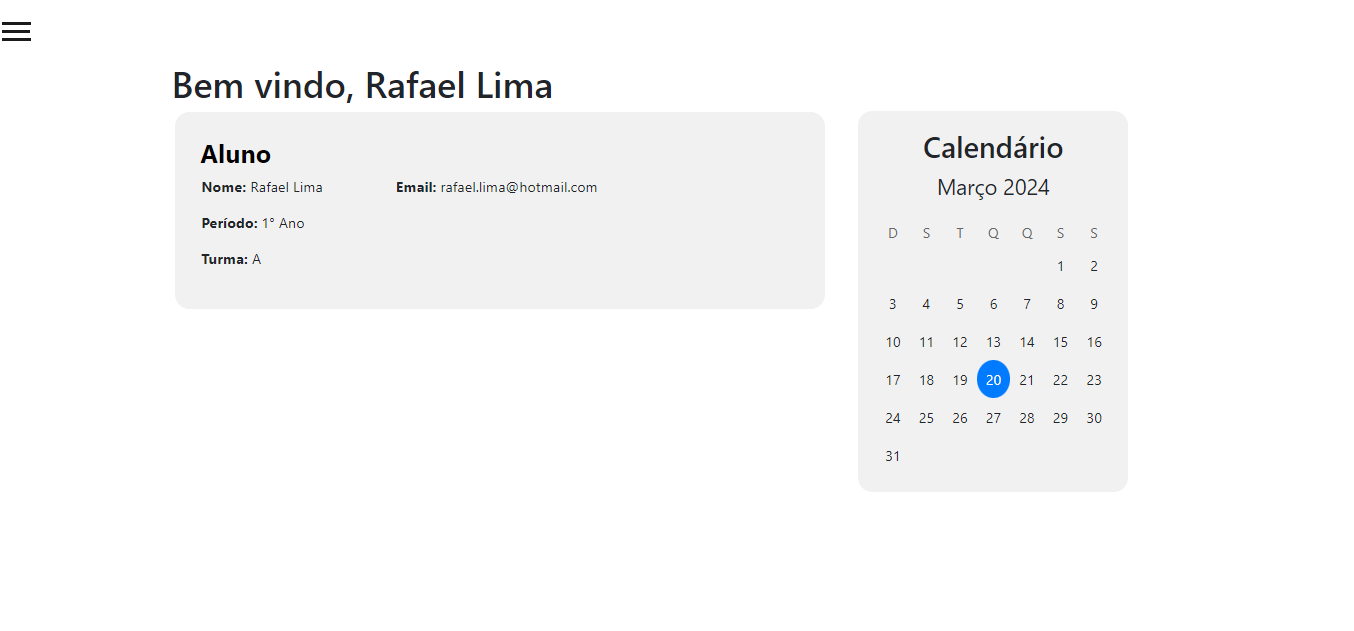 Bem vindo, Rafael Lima
Aluno
Nome: Rafael Lima Email: rafael.lima@hotmail.com
Período: 1° Ano
Turma: A
Calendário
Março 2024
D S T Q Q S S
1 2
3 4 5 6 7 8 9
10 11 12 13 14 15 16
17 18 19 20 21 22 23
24 25 26 27 28 29 30
31